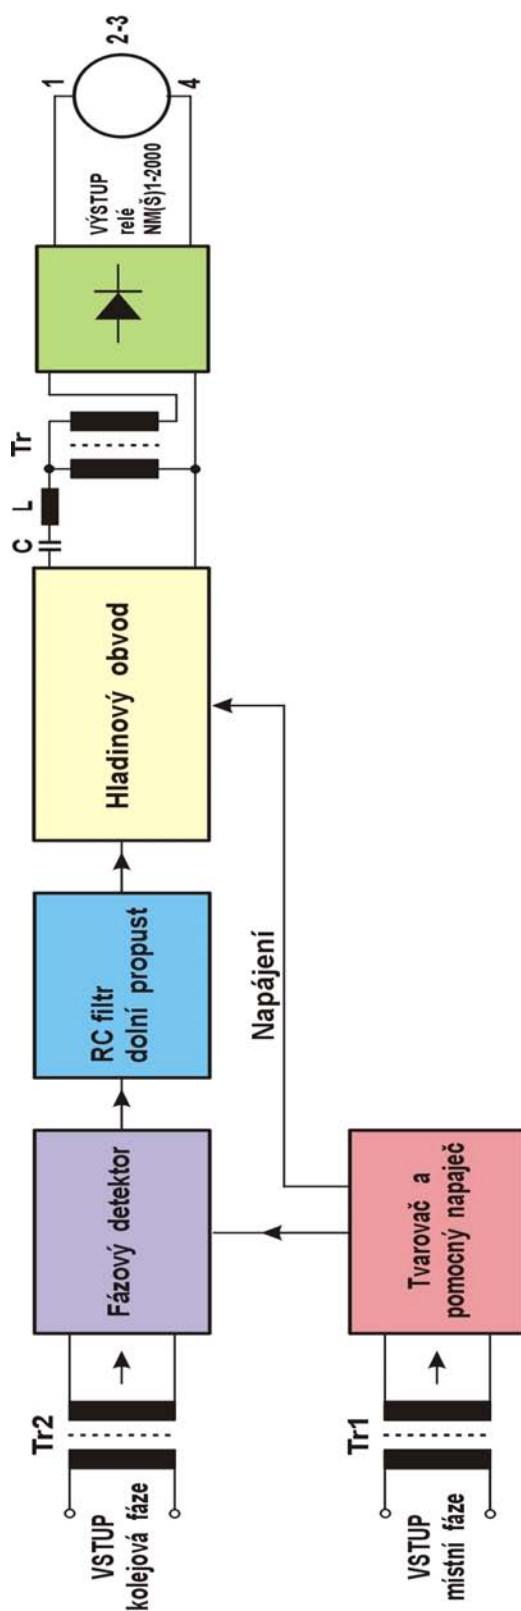 Tr2
VSTUP
kolejová fáze
Fázový detektor
RC filtr
dolní propust
Hladinový obvod
C
L
Tr
VÝSTUP
relé
NM(Š)1-2000
1
2-3
4
Napájení
Tr1
VSTUP
místní fáze
Tvarovač a
pomocný napaječ